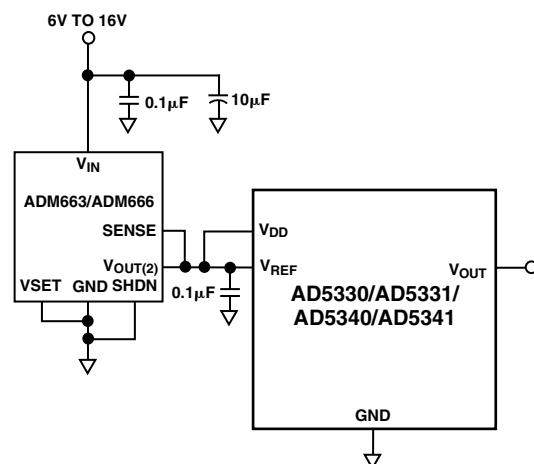 6V TO 16V
0.1µF
10µF
VIN
ADM663/ADM666
SENSE
VOUT(2)
VSET GND SHDN
0.1µF
VDD
VREF
VOUT
AD5330/AD5331/
AD5340/AD5341
GND